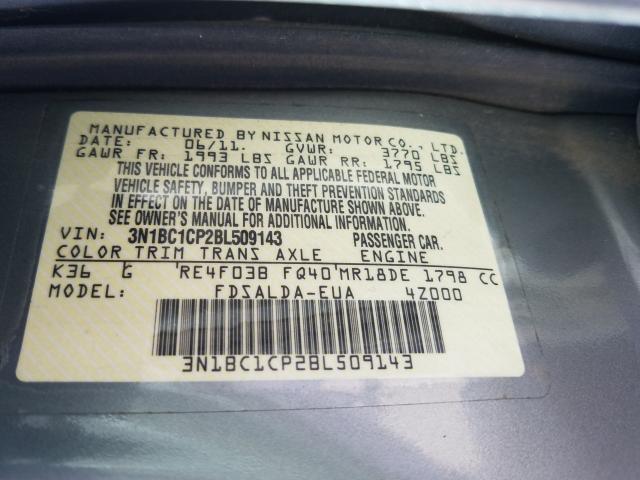 MANUFACTURED BY NISSAN MOTOR CO., LTD.
DATE: 06/11. GVWR: 3770 LBS
GAWR FR: 1993 LBS GAWR RR: 1795 LBS
THIS VEHICLE CONFORMS TO ALL APPLICABLE FEDERAL MOTOR
VEHICLE SAFETY, BUMPER AND THEFT PREVENTION STANDARDS
IN EFFECT ON THE DATE OF MANUFACTURE SHOWN ABOVE.
SEE OWNER'S MANUAL FOR ADDITIONAL INFORMATION.
VIN: 3N1BC1CP2BL509143 PASSENGER CAR.
COLOR TRIM TRANS AXLE ENGINE
K36 G RE4F03B FQ40 MR18DE 1798 CC
MODEL: FDSALDA-EUA 4Z000
3N1BC1CP2BL509143